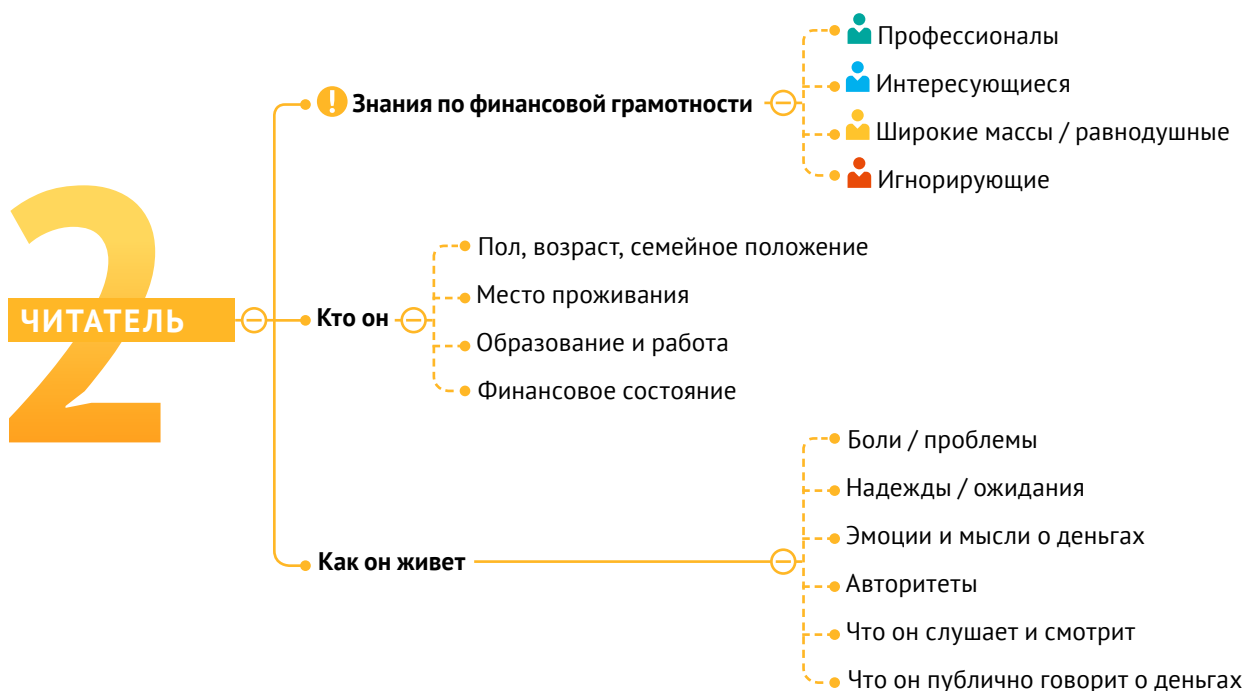 2
ЧИТАТЕЛЬ
! Знания по финансовой грамотности
Профессионалы
Интересующиеся
Широкие массы / равнодушные
Игнорирующие
Кто он
Пол, возраст, семейное положение
Место проживания
Образование и работа
Финансовое состояние
Как он живет
Боли / проблемы
Надежды / ожидания
Эмоции и мысли о деньгах
Авторитеты
Что он слушает и смотрит
Что он публично говорит о деньгах